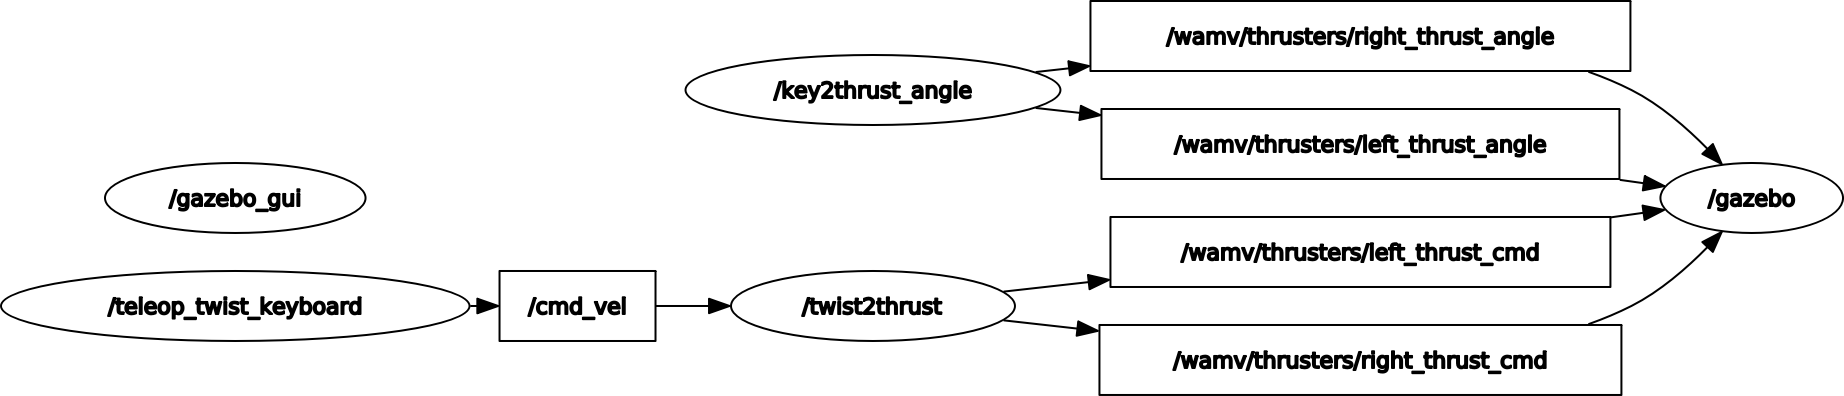 /wamv/thrusters/right_thrust_angle
/key2thrust_angle
/wamv/thrusters/left_thrust_angle
/gazebo_gui
/gazebo
/wamv/thrusters/left_thrust_cmd
/teleop_twist_keyboard
/cmd_vel
/twist2thrust
/wamv/thrusters/right_thrust_cmd